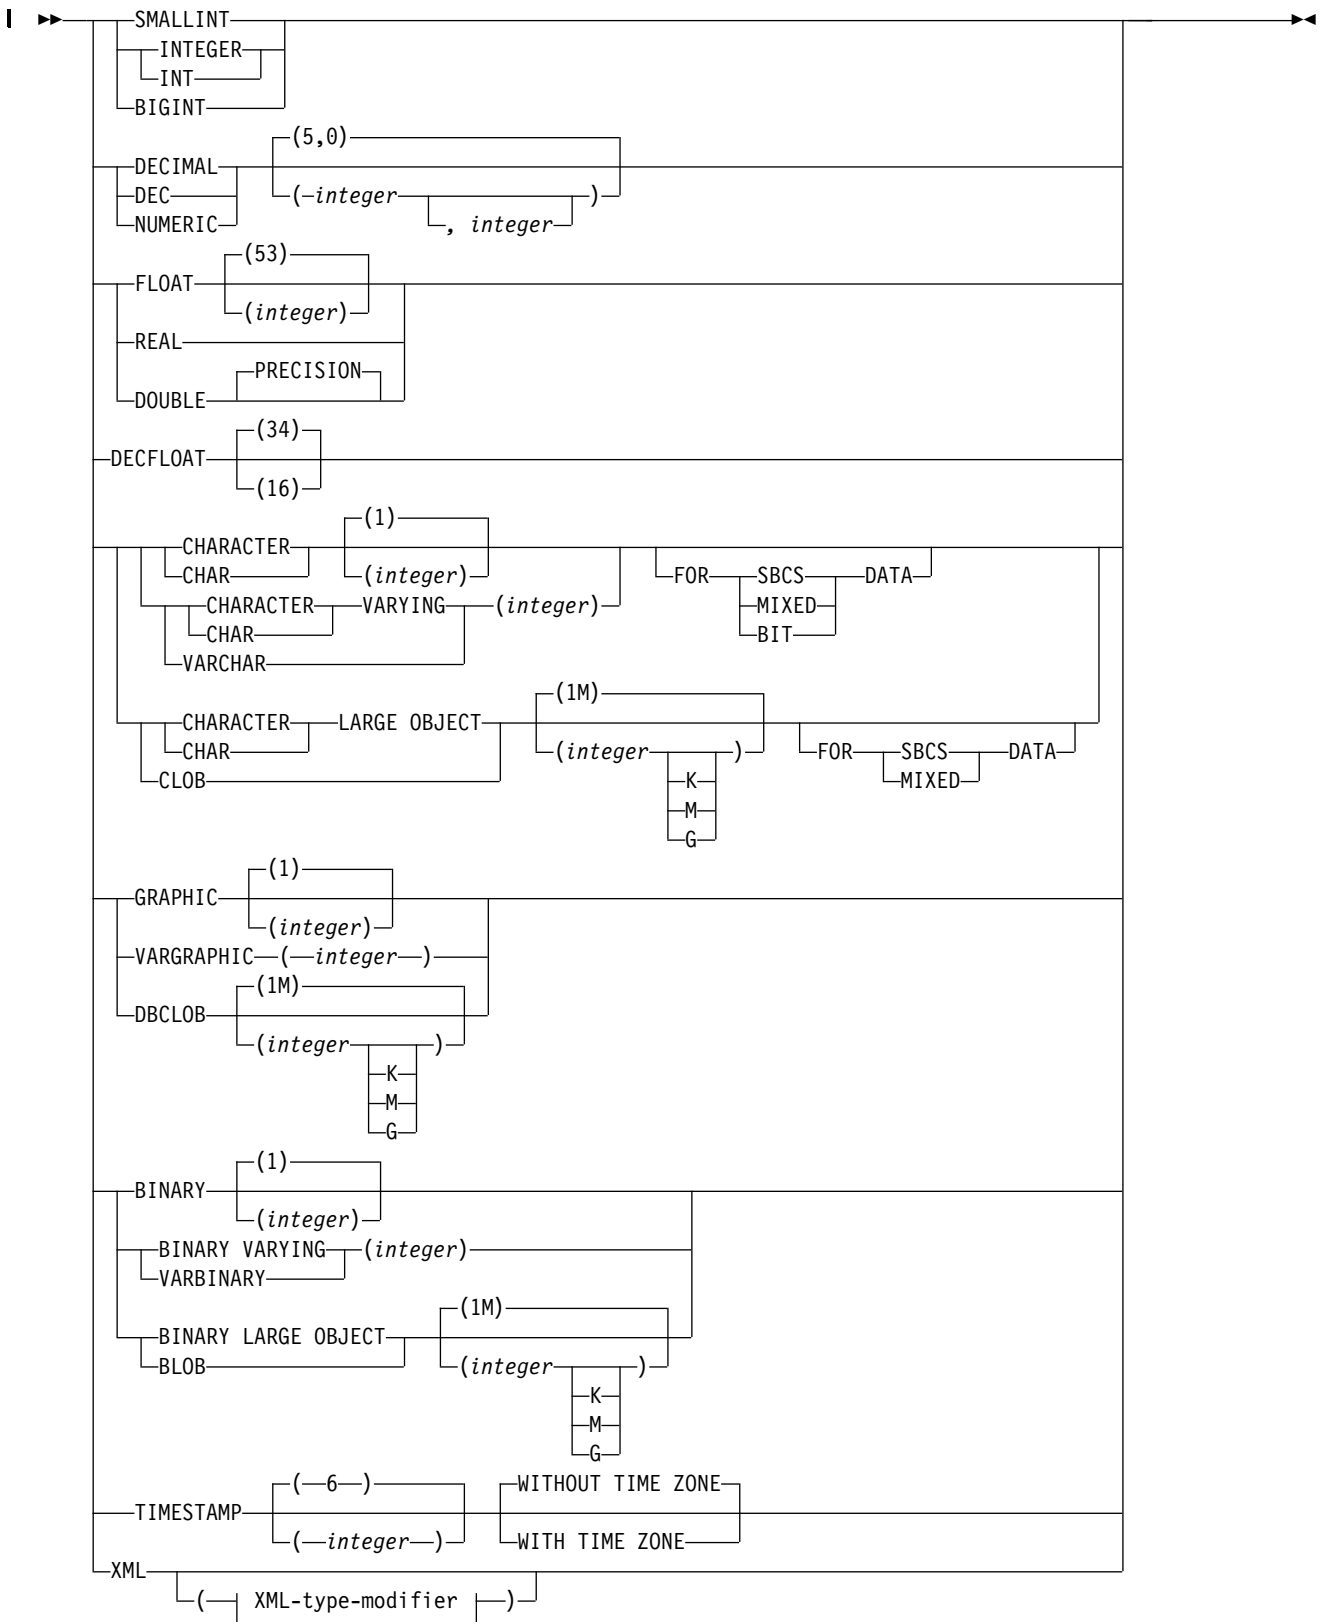 SMALLINT
INTEGER
INT
BIGINT
(5,0)
DECIMAL
DEC
(integer )
NUMERIC , integer
(53)
FLOAT
(integer)
REAL
PRECISION
DOUBLE
(34)
DECFLOAT
(16)
(1)
CHARACTER
CHAR (integer) FOR SBCS DATA
CHARACTER VARYING (integer) MIXED
CHAR BIT
VARCHAR
(1M)
CHARACTER LARGE OBJECT
CHAR (integer ) FOR SBCS DATA
CLOB K MIXED
M
G
(1)
GRAPHIC
(integer)
VARGRAPHIC ( integer )
(1M)
DBCLOB
(integer )
K
M
G
(1)
BINARY
(integer)
BINARY VARYING (integer)
VARBINARY
(1M)
BINARY LARGE OBJECT
BLOB (integer )
K
M
G
( 6 ) WITHOUT TIME ZONE
TIMESTAMP
( integer ) WITH TIME ZONE
XML
( XML-type-modifier )